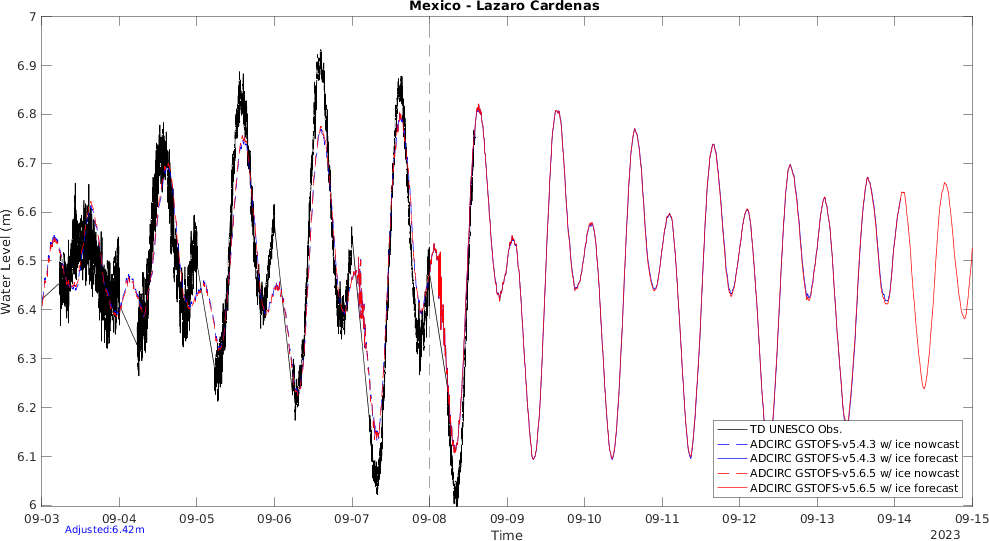 Mexico - Lazaro Cardenas
7
6.9
6.8
6.7
6.6
6.5
6.4
6.3
6.2
6.1
6
Water Level (m)
TD UNESCO Obs.
ADCIRC GSTOFS-v5.4.3 w/ ice nowcast
ADCIRC GSTOFS-v5.4.3 w/ ice forecast
ADCIRC GSTOFS-v5.6.5 w/ ice nowcast
ADCIRC GSTOFS-v5.6.5 w/ ice forecast
09-03 09-04 09-05 09-06 09-07 09-08 09-09 09-10 09-11 09-12 09-13 09-14 09-15
Adjusted:6.42m
Time
2023